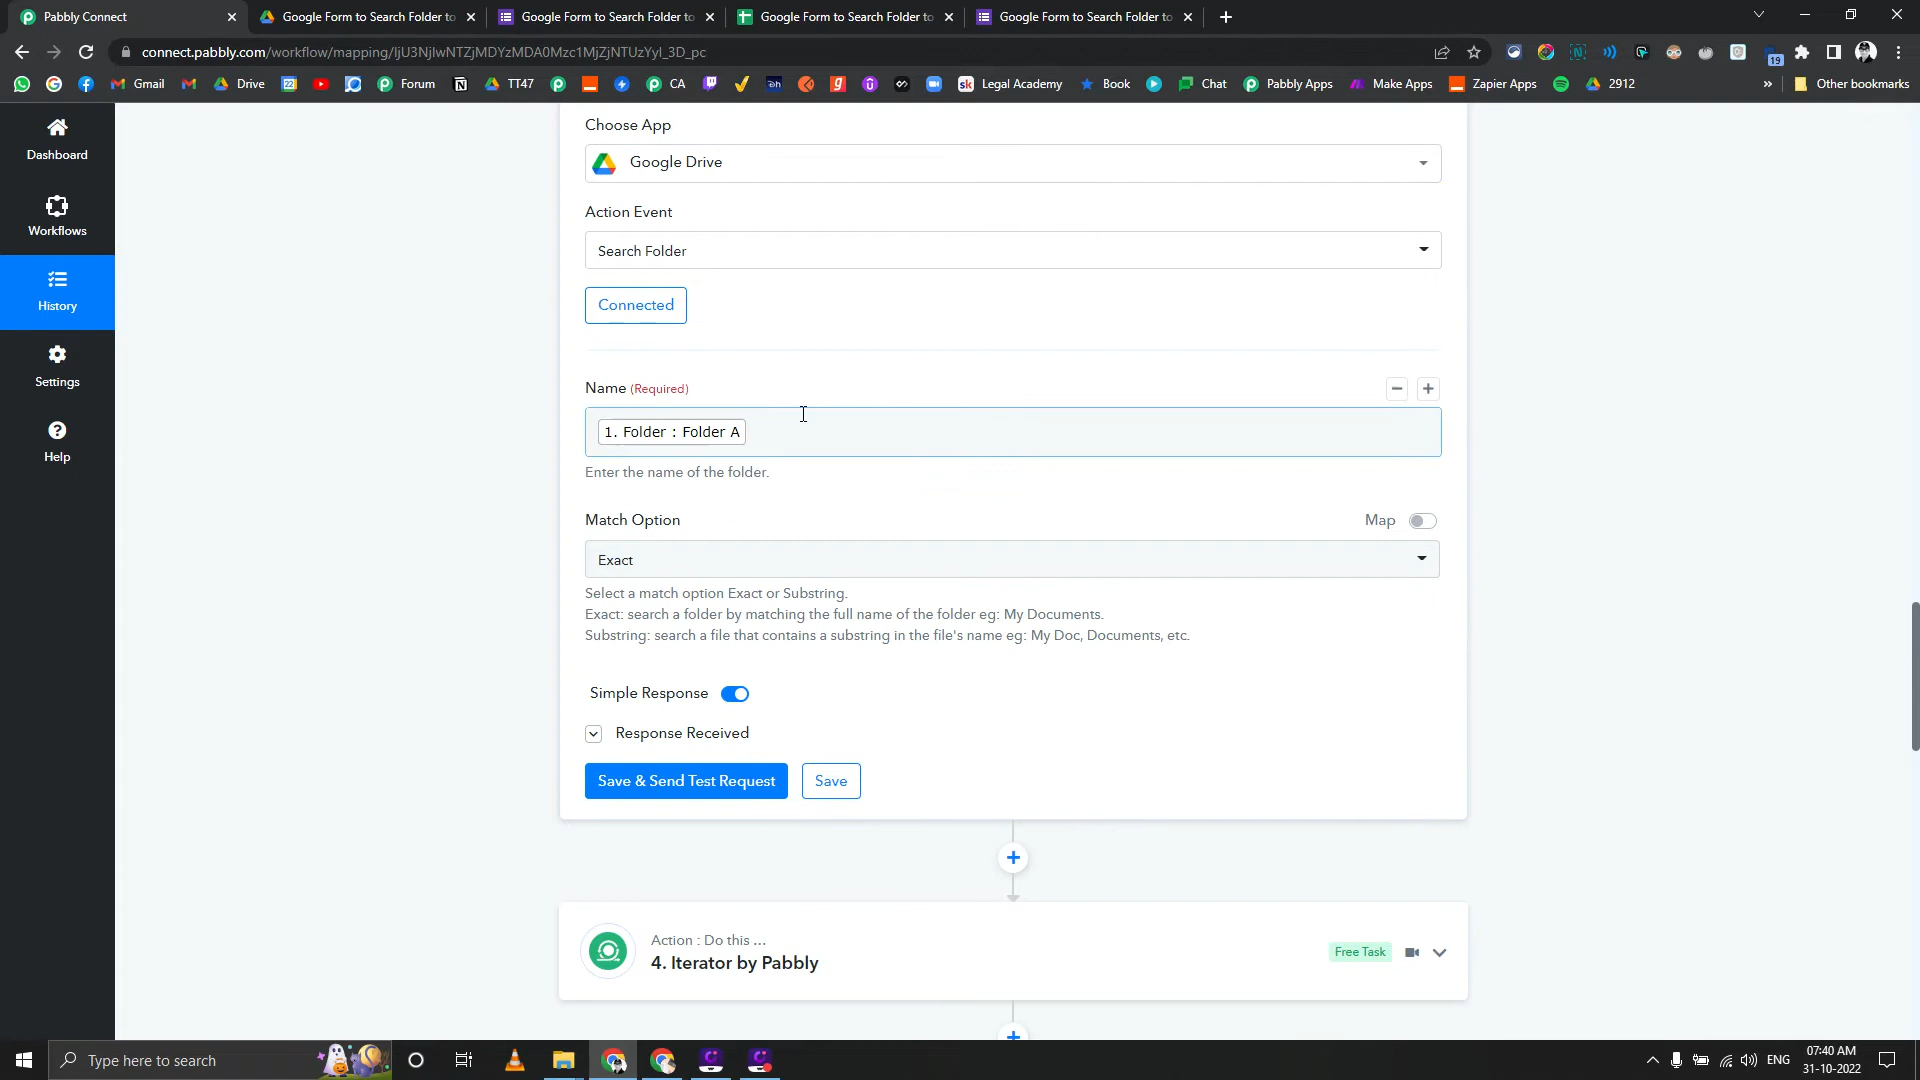 Pabbly Connect
Google Form to Search Folder to
Google Form to Search Folder to
Google Form to Search Folder to
Google Form to Search Folder to
connect.pabbly.com/workflow/mapping/IjU3NjIwNTZjMDYzMDA0Mzc1MjZjNTUzYyI_3D_pc
19
Gmail
Drive
22
Forum
TT47
CA
Legal Academy
Book
Chat
Pabbly Apps
Make Apps
Zapier Apps
2912
Other bookmarks
Dashboard
Workflows
History
Settings
Help
Choose App
Google Drive
Action Event
Search Folder
Connected
Name (Required)
1. Folder : Folder A
Enter the name of the folder.
Match Option
Map
Exact
Select a match option Exact or Substring.
Exact: search a folder by matching the full name of the folder eg: My Documents.
Substring: search a file that contains a substring in the file's name eg: My Doc, Documents, etc.
Simple Response
Response Received
Save & Send Test Request
Save
Action : Do this ...
4. Iterator by Pabbly
Free Task
Type here to search
ENG
07:40 AM
31-10-2022